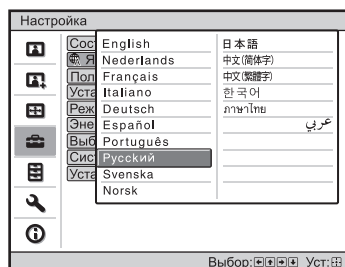 Настройка
Сос
Я
Пол
Уста
Реж
Эне
Выб
Сис
Уста
English
Nederlands
Français
Italiano
Deutsch
Español
Português
Русский
Svenska
Norsk
日本語
中文(简体字)
中文(繁體字)
한국어
ภาษาไทย
عربي
Выбор: Уст: